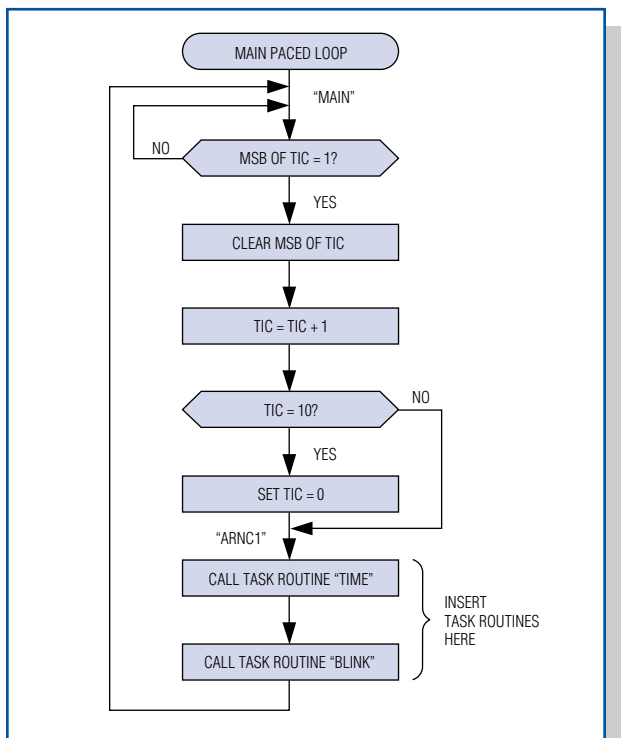 MAIN PACED LOOP
“MAIN”
NO
MSB OF TIC = 1?
YES
CLEAR MSB OF TIC
TIC = TIC + 1
NO
TIC = 10?
YES
SET TIC = 0
“ARNC1”
CALL TASK ROUTINE “TIME”
INSERT
TASK ROUTINES
HERE
CALL TASK ROUTINE “BLINK”